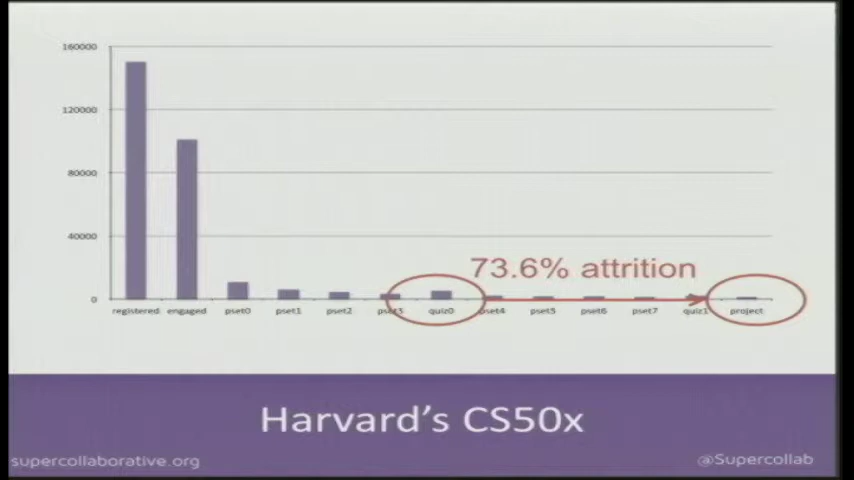 160000
120000
80000
40000
0
73.6% attrition
registered engaged pset0 pset1 pset2 pset3 quiz0 pset4 pset5 pset6 pset7 quiz1 project
Harvard's CS50x
supercollaborative.org
@Supercollab